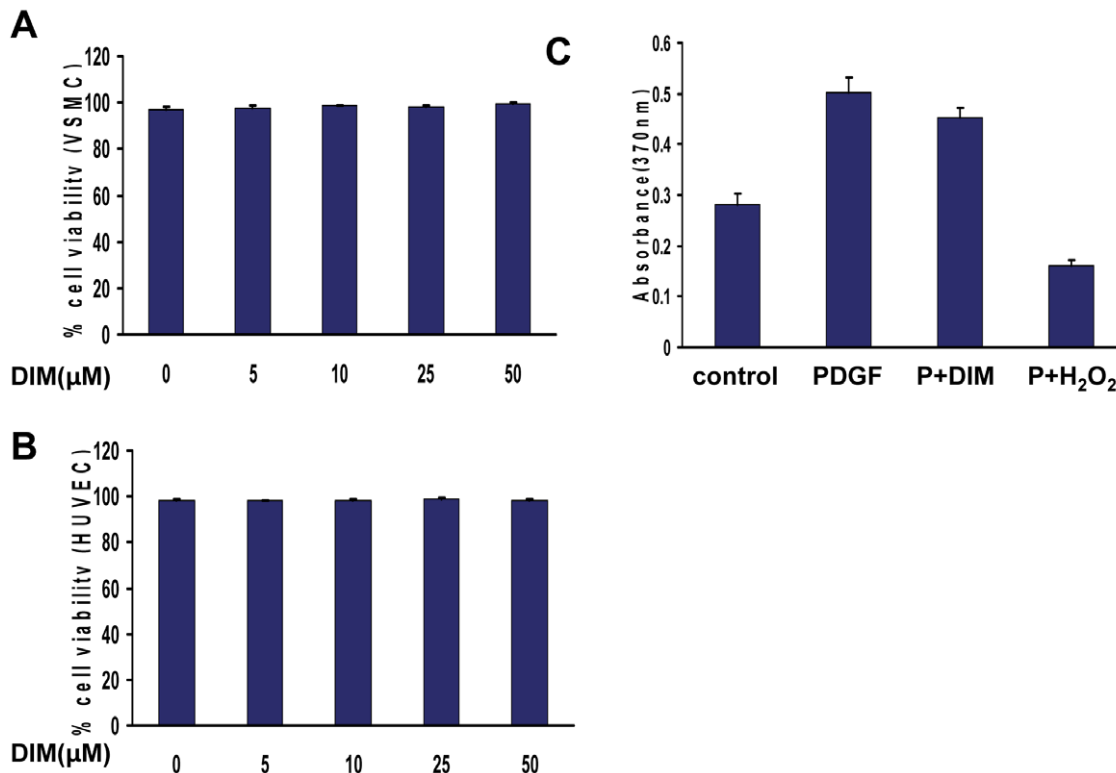 A
% cell viability (VSMC)
120
100
80
60
40
20
0
DIM(μM)
0 5 10 25 50
B
% cell viability (HUVEC)
120
100
80
60
40
20
0
DIM(μM)
0 5 10 25 50
C
Absorbance(370nm)
0.6
0.5
0.4
0.3
0.2
0.1
0
control PDGF P+DIM P+H₂O₂